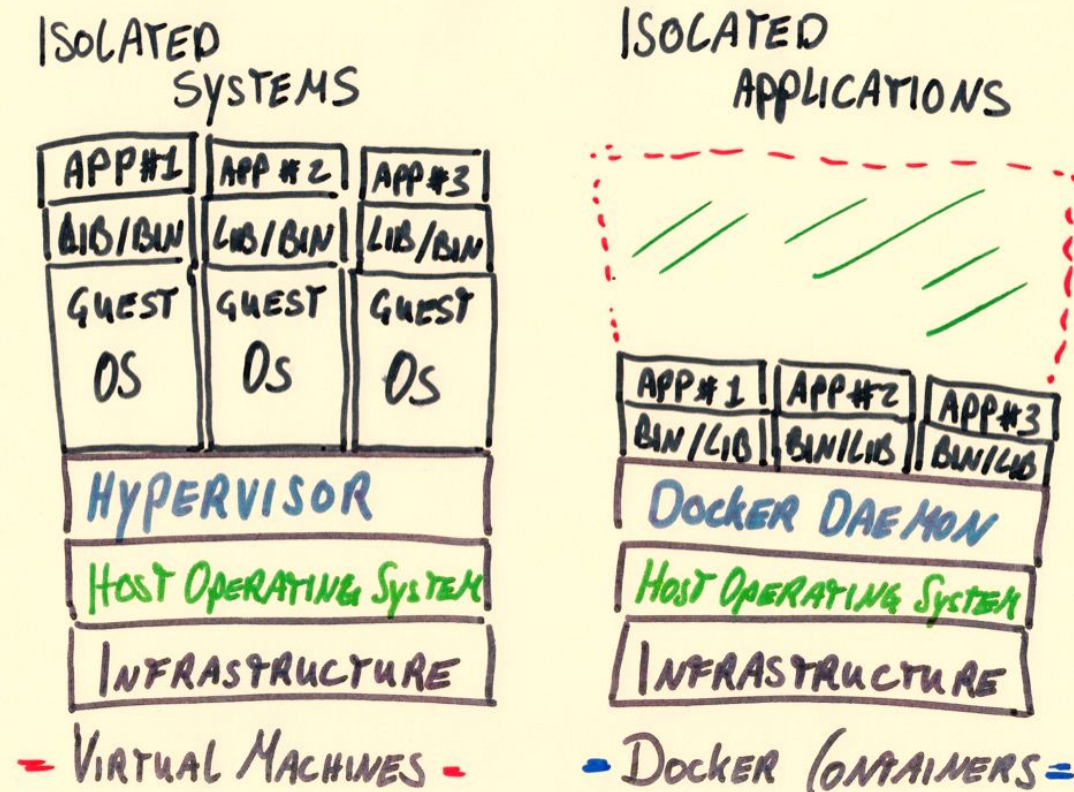 ISOLATED
SYSTEMS
APP#1
APP #2
APP #3
LIB/BIN
LIB/BIN
LIB/BIN
GUEST
OS
GUEST
OS
GUEST
OS
HYPERVISOR
HOST OPERATING SYSTEM
INFRASTRUCTURE
- VIRTUAL MACHINES -
ISOLATED
APPLICATIONS
APP#1
APP#2
APP#3
BIN/LIB
BIN/LIB
BIN/LIB
DOCKER DAEMON
HOST OPERATING SYSTEM
INFRASTRUCTURE
- DOCKER CONTAINERS =